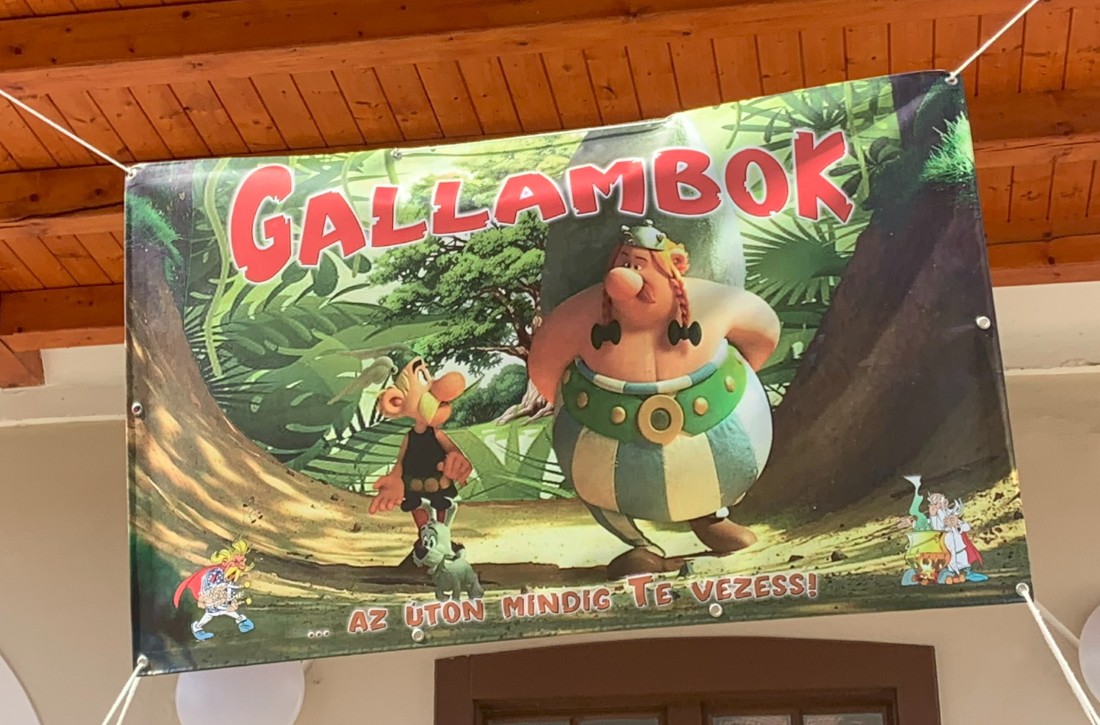 GALLAMBOK
... AZ ÚTON MINDIG TE VEZESS!